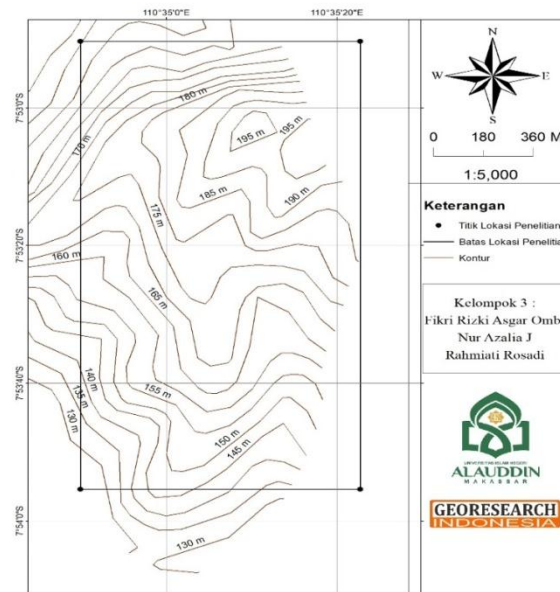 110°35'0"E
110°35'20"E
7°53'0"S
7°53'20"S
7°53'40"S
7°54'0"S
180 m
170 m
195 m
195 m
185 m
190 m
175 m
160 m
165 m
140 m
135 m
130 m
155 m
150 m
145 m
130 m
N
W
E
S
0 180 360 M
1:5,000
Keterangan
Titik Lokasi Penelitian
Batas Lokasi Penelitia
Kontur
Kelompok 3 :
Fikri Rizki Asgar Omb
Nur Azalia J
Rahmiati Rosadi
UNIVERSITAS ISLAM NEGERI
ALAUDDIN
MAKASSAR
GEORESEARCH
INDONESIA